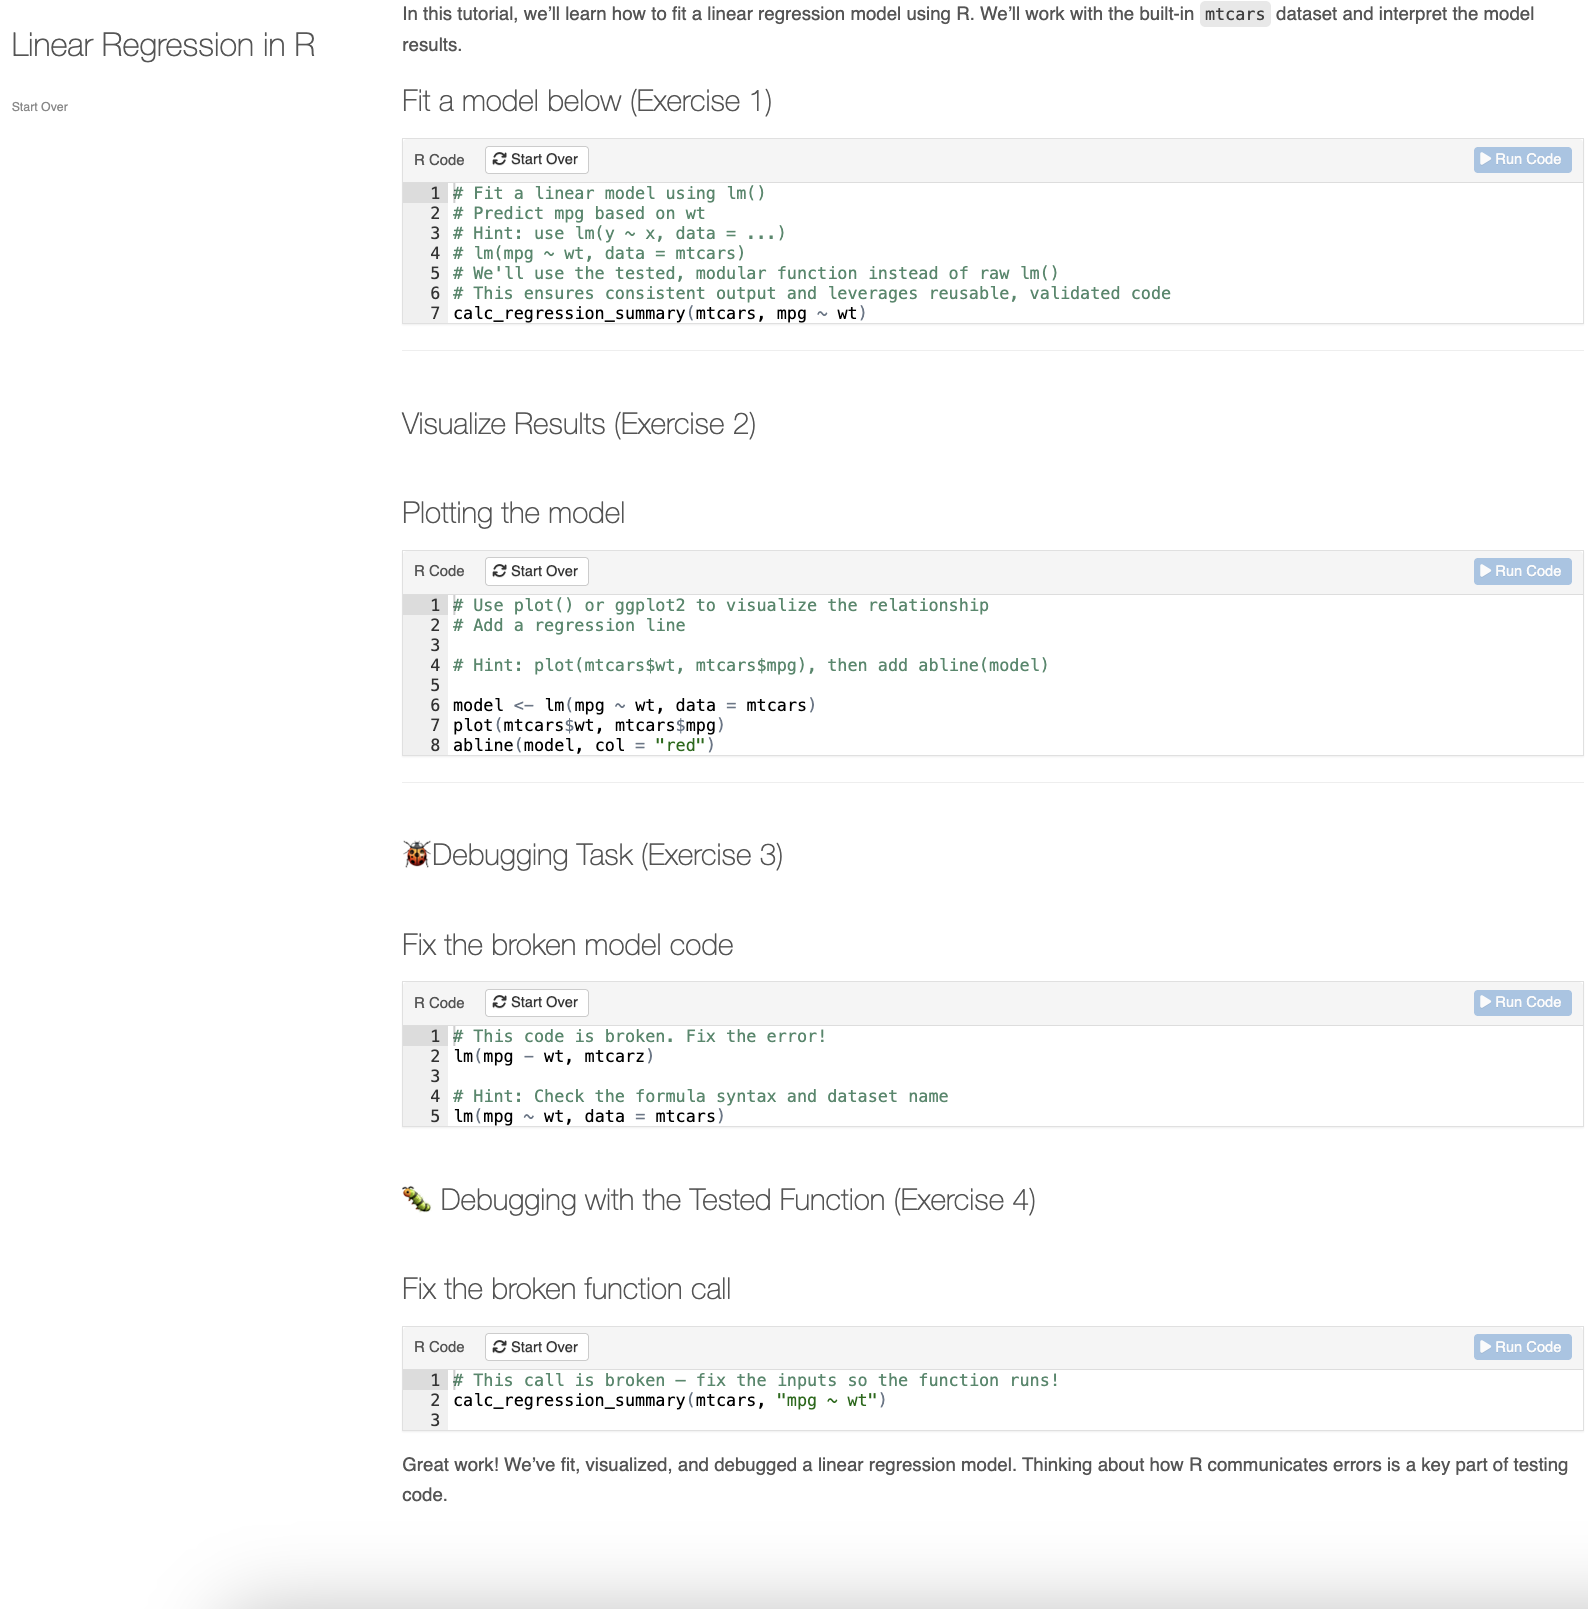 Linear Regression in R
Start Over
In this tutorial, we’ll learn how to fit a linear regression model using R. We’ll work with the built-in mtcars dataset and interpret the model
results.
Fit a model below (Exercise 1)
R Code Start Over Run Code
1 # Fit a linear model using lm()
2 # Predict mpg based on wt
3 # Hint: use lm(y ~ x, data = ...)
4 # lm(mpg ~ wt, data = mtcars)
5 # We'll use the tested, modular function instead of raw lm()
6 # This ensures consistent output and leverages reusable, validated code
7 calc_regression_summary(mtcars, mpg ~ wt)
Visualize Results (Exercise 2)
Plotting the model
R Code Start Over Run Code
1 # Use plot() or ggplot2 to visualize the relationship
2 # Add a regression line
3
4 # Hint: plot(mtcars$wt, mtcars$mpg), then add abline(model)
5
6 model <- lm(mpg ~ wt, data = mtcars)
7 plot(mtcars$wt, mtcars$mpg)
8 abline(model, col = "red")
🐞Debugging Task (Exercise 3)
Fix the broken model code
R Code Start Over Run Code
1 # This code is broken. Fix the error!
2 lm(mpg - wt, mtcarz)
3
4 # Hint: Check the formula syntax and dataset name
5 lm(mpg ~ wt, data = mtcars)
🐛 Debugging with the Tested Function (Exercise 4)
Fix the broken function call
R Code Start Over Run Code
1 # This call is broken – fix the inputs so the function runs!
2 calc_regression_summary(mtcars, "mpg ~ wt")
3
Great work! We’ve fit, visualized, and debugged a linear regression model. Thinking about how R communicates errors is a key part of testing
code.